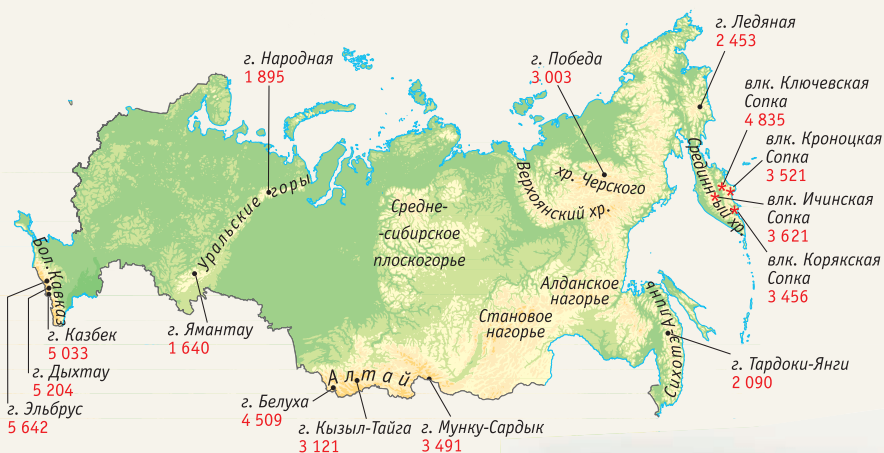 г. Ледяная
2 453
г. Народная
1 895
г. Победа
3 003
влк. Ключевская
Сопка
4 835
влк. Кроноцкая
Сопка
3 521
влк. Ичинская
Сопка
3 621
влк. Корякская
Сопка
3 456
Срединный хр.
хр. Черского
Верхоянский хр.
Уральские горы
Средне-
-сибирское
плоскогорье
Бол. Кавказ
Алданское
нагорье
Становое
нагорье
Сихотэ-Алинь
г. Ямантау
1 640
г. Казбек
5 033
г. Дыхтау
5 204
г. Эльбрус
5 642
Алтай
г. Белуха
4 509
г. Кызыл-Тайга
3 121
г. Мунку-Сардык
3 491
г. Тардоки-Янги
2 090